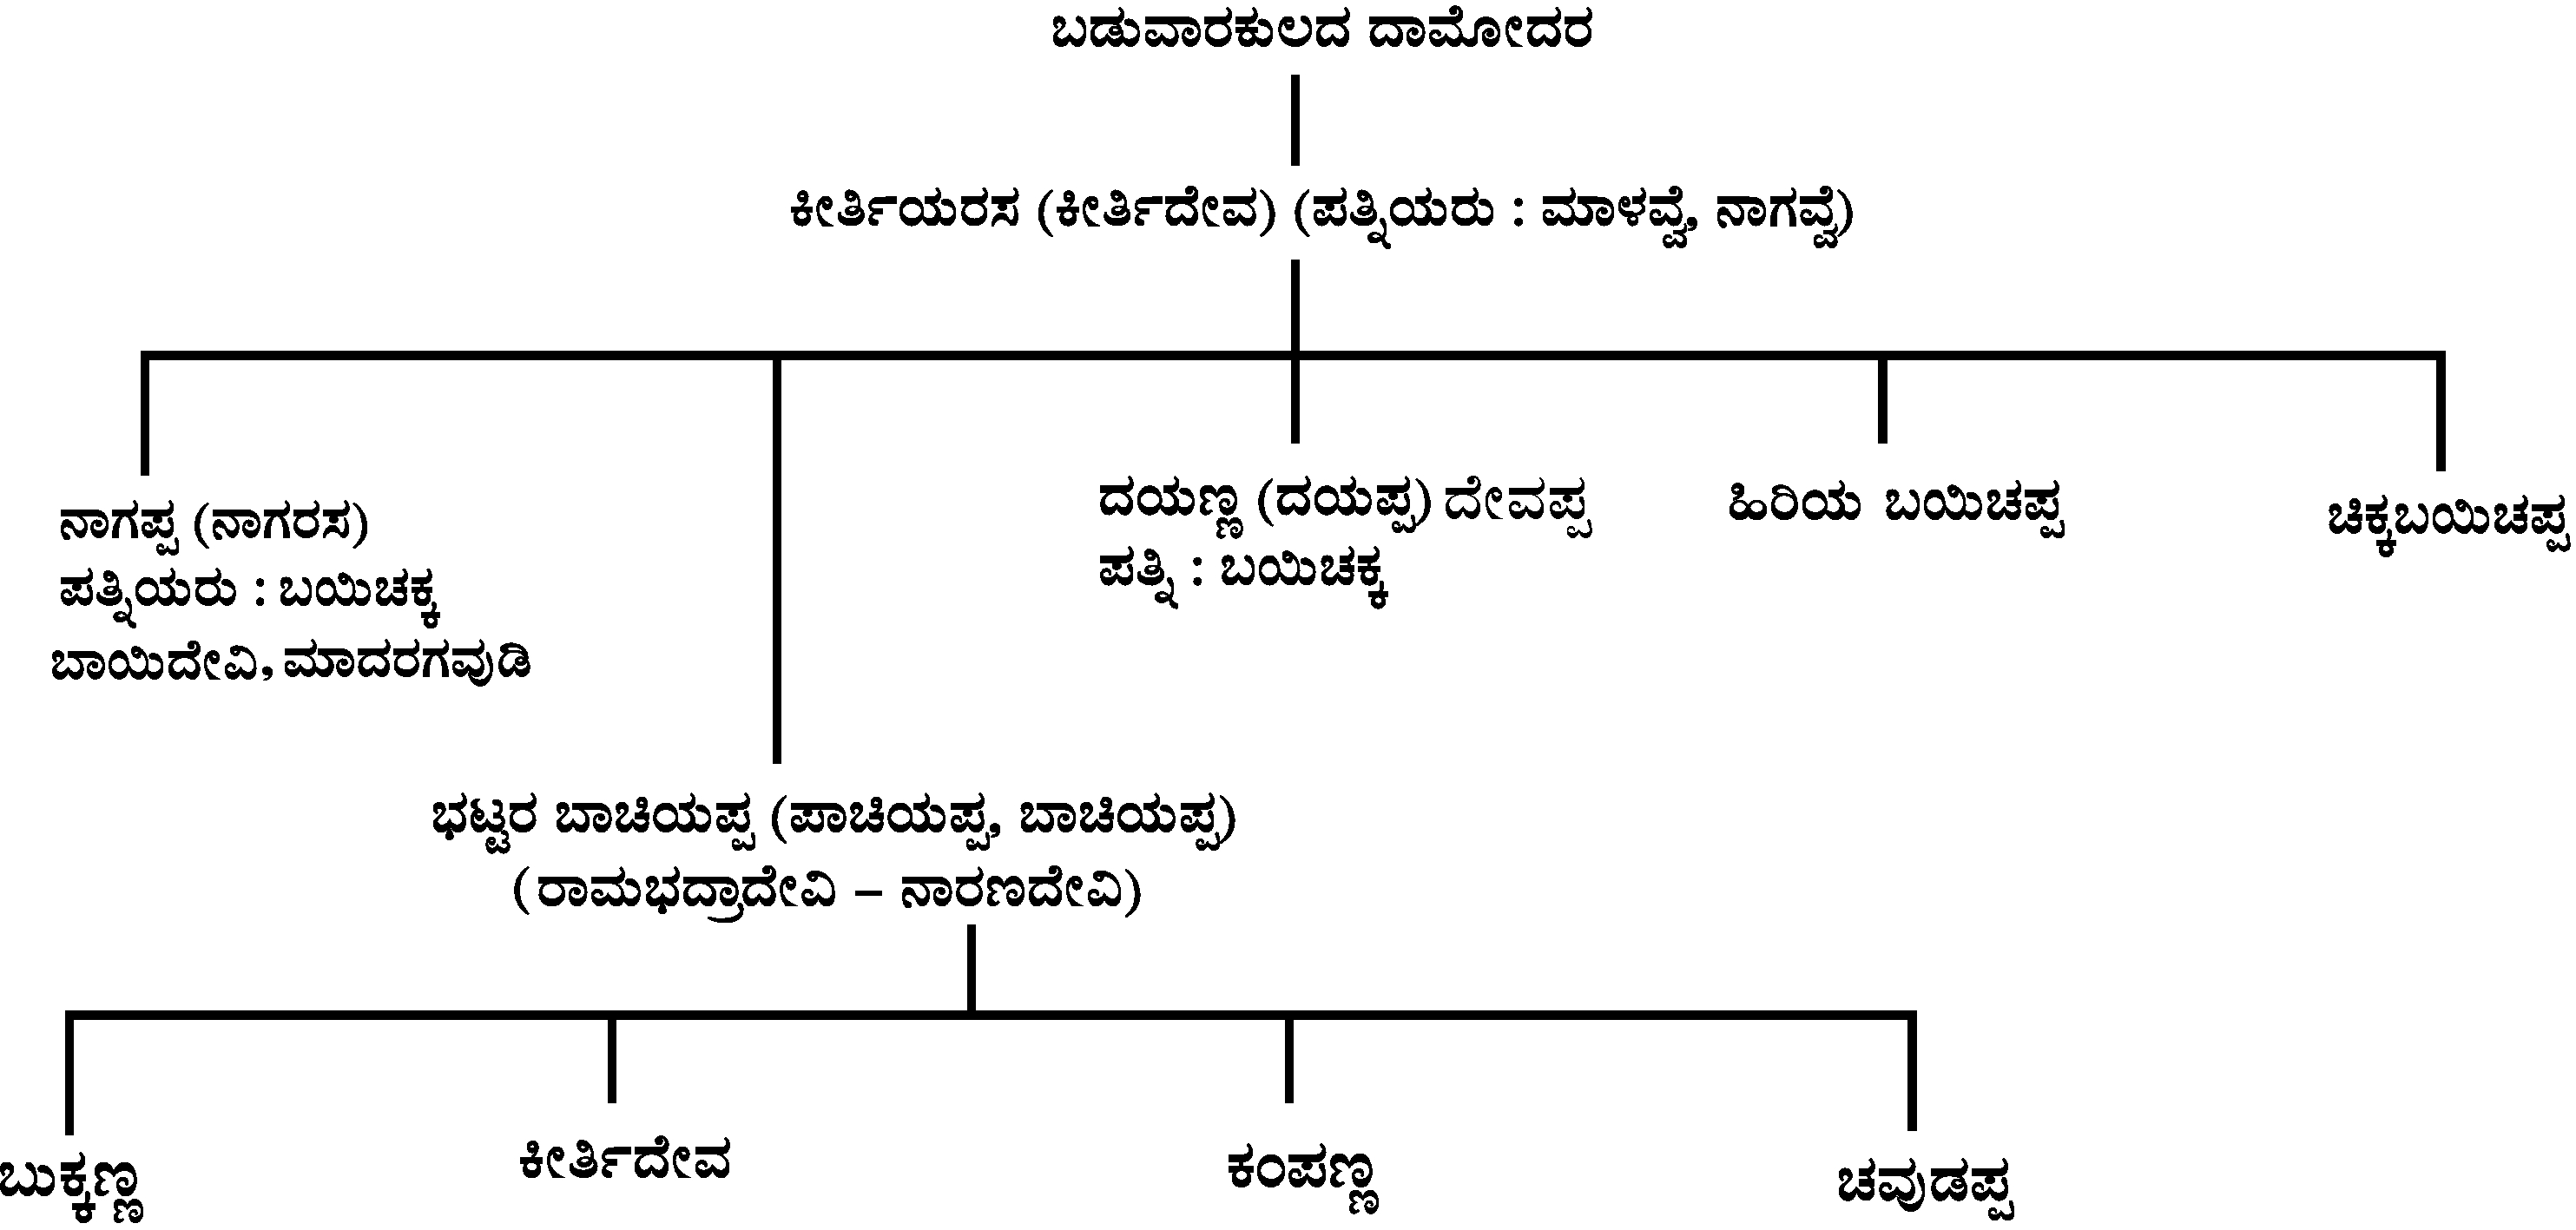 ಬಡುವಾರಕುಲದ ದಾಮೋದರ
ಕೀರ್ತಿಯರಸ (ಕೀರ್ತಿದೇವ) (ಪತ್ನಿಯರು : ಮಾಳವ್ವೆ, ನಾಗವ್ವೆ)
ನಾಗಪ್ಪ (ನಾಗರಸ)
ಪತ್ನಿಯರು : ಬಯಿಚಕ್ಕ
ಬಾಯಿದೇವಿ, ಮಾದರಗವುಡಿ
ದಯಣ್ಣ (ದಯಪ್ಪ) ದೇವಪ್ಪ
ಪತ್ನಿ : ಬಯಿಚಕ್ಕ
ಹಿರಿಯ ಬಯಿಚಪ್ಪ
ಚಿಕ್ಕಬಯಿಚಪ್ಪ
ಭಟ್ಟರ ಬಾಚಿಯಪ್ಪ (ಪಾಚಿಯಪ್ಪ, ಬಾಚಿಯಪ್ಪ)
(ರಾಮಭದ್ರಾದೇವಿ – ನಾರಣದೇವಿ)
ಬುಕ್ಕಣ್ಣ
ಕೀರ್ತಿದೇವ
ಕಂಪಣ್ಣ
ಚವುಡಪ್ಪ